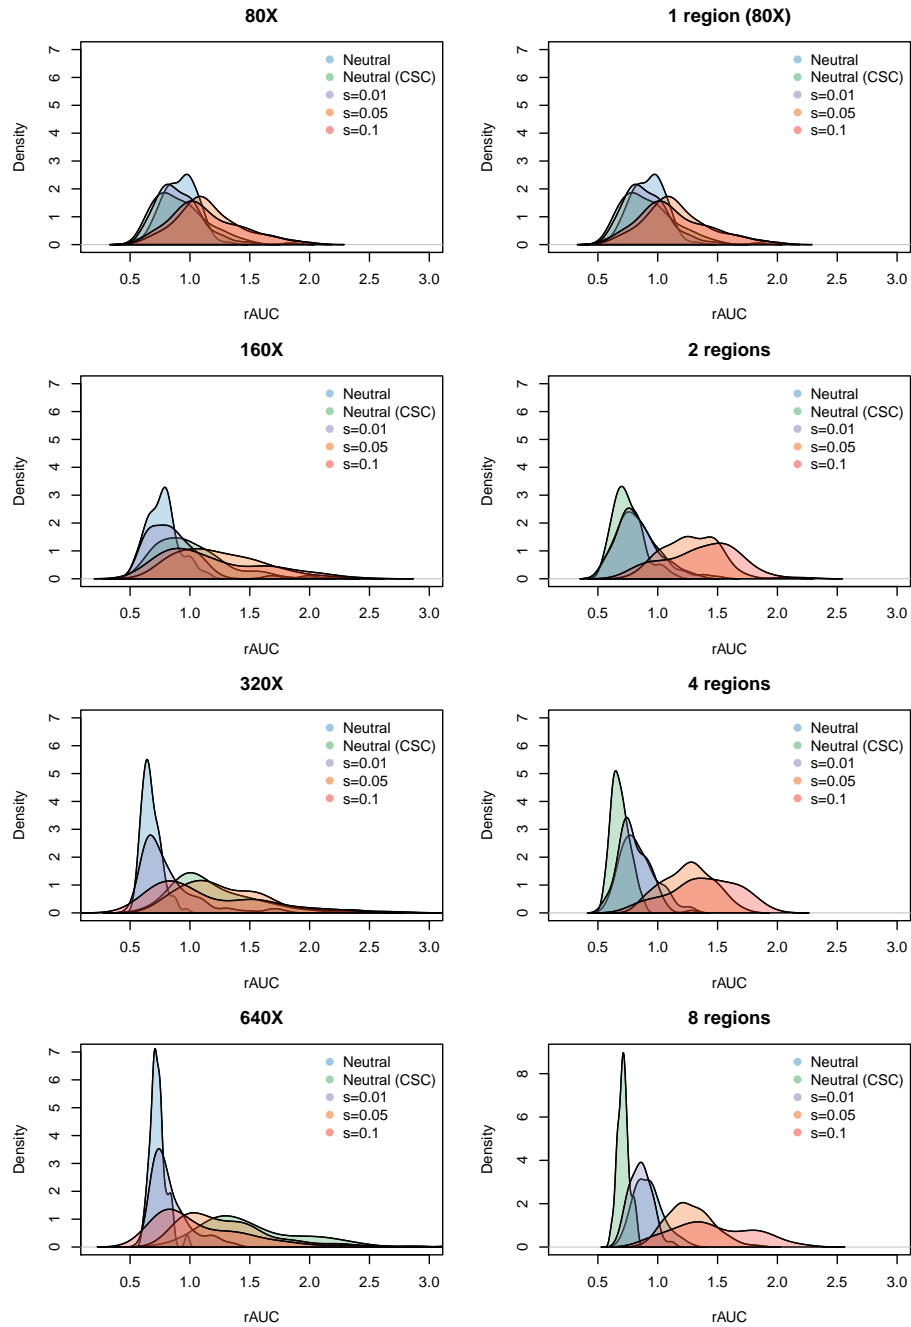 80X
7
6
5
4
3
2
1
0
Density
Neutral
Neutral (CSC)
s=0.01
s=0.05
s=0.1
0.5 1.0 1.5 2.0 2.5 3.0
rAUC
1 region (80X)
7
6
5
4
3
2
1
0
Density
Neutral
Neutral (CSC)
s=0.01
s=0.05
s=0.1
0.5 1.0 1.5 2.0 2.5 3.0
rAUC
160X
7
6
5
4
3
2
1
0
Density
Neutral
Neutral (CSC)
s=0.01
s=0.05
s=0.1
0.5 1.0 1.5 2.0 2.5 3.0
rAUC
2 regions
7
6
5
4
3
2
1
0
Density
Neutral
Neutral (CSC)
s=0.01
s=0.05
s=0.1
0.5 1.0 1.5 2.0 2.5 3.0
rAUC
320X
7
6
5
4
3
2
1
0
Density
Neutral
Neutral (CSC)
s=0.01
s=0.05
s=0.1
0.5 1.0 1.5 2.0 2.5 3.0
rAUC
4 regions
7
6
5
4
3
2
1
0
Density
Neutral
Neutral (CSC)
s=0.01
s=0.05
s=0.1
0.5 1.0 1.5 2.0 2.5 3.0
rAUC
640X
7
6
5
4
3
2
1
0
Density
Neutral
Neutral (CSC)
s=0.01
s=0.05
s=0.1
0.5 1.0 1.5 2.0 2.5 3.0
rAUC
8 regions
8
6
4
2
0
Density
Neutral
Neutral (CSC)
s=0.01
s=0.05
s=0.1
0.5 1.0 1.5 2.0 2.5 3.0
rAUC